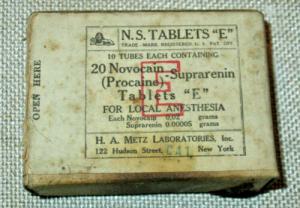 N.S. TABLETS "E"
TRADE-MARK REGISTERED U. S. PAT. OFF.
10 TUBES EACH CONTAINING
20 Novocain-Suprarenin
(Procaine)
Tablets "E"
E
FOR LOCAL ANESTHESIA
Each Novocain 0.02 grams
Suprarenin 0.00005 grams
H. A. METZ LABORATORIES, Inc.
122 Hudson Street, New York
CAL
OPEN HERE